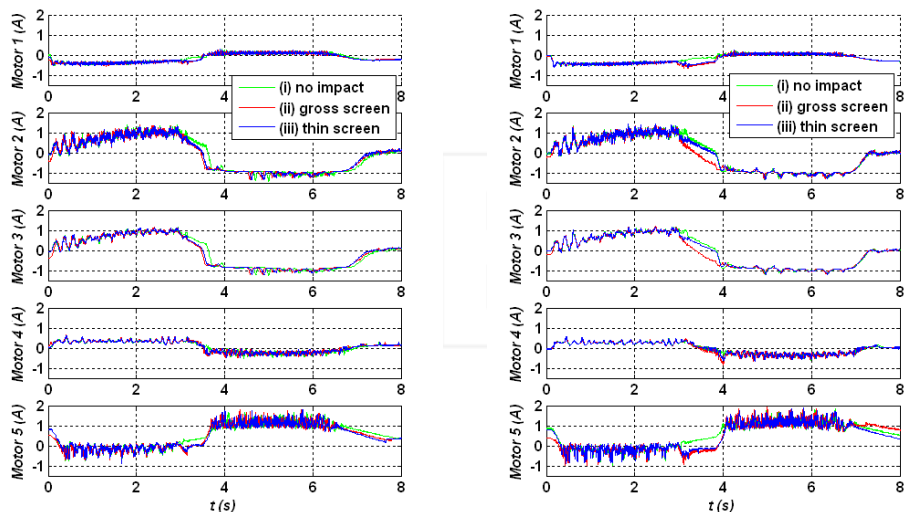 Motor 1 (A)
2
1
0
-1
0 2 4 6 8
(i) no impact
(ii) gross screen
(iii) thin screen
Motor 2 (A)
2
1
0
-1
0 2 4 6 8
Motor 3 (A)
2
1
0
-1
0 2 4 6 8
Motor 4 (A)
2
1
0
-1
0 2 4 6 8
Motor 5 (A)
2
1
0
-1
0 2 4 6 8
t (s)
Motor 1 (A)
2
1
0
-1
0 2 4 6 8
(i) no impact
(ii) gross screen
(iii) thin screen
Motor 2 (A)
2
1
0
-1
0 2 4 6 8
Motor 3 (A)
2
1
0
-1
0 2 4 6 8
Motor 4 (A)
2
1
0
-1
0 2 4 6 8
Motor 5 (A)
2
1
0
-1
0 2 4 6 8
t (s)